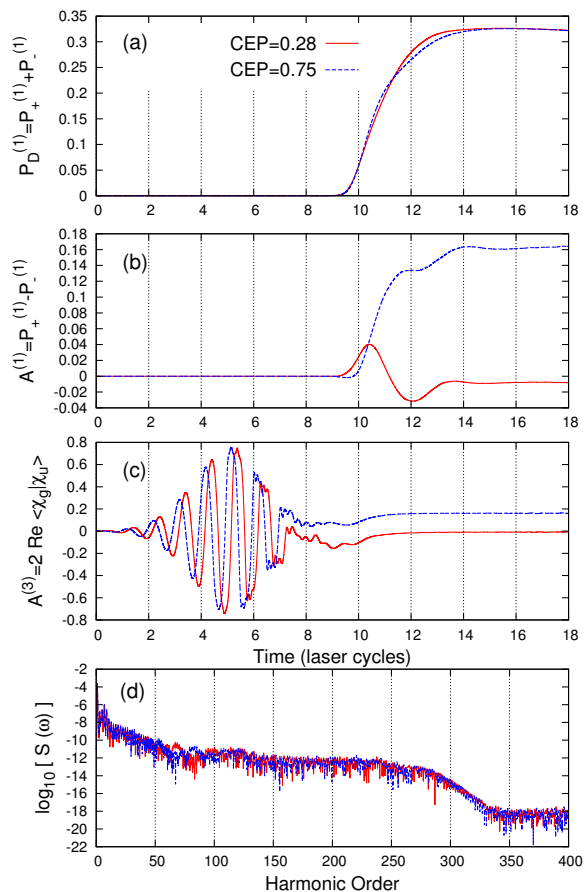 (a)
CEP=0.28
CEP=0.75
P_D^(1)=P_+^(1)+P_-^(1)
0.35
0.3
0.25
0.2
0.15
0.1
0.05
0
0 2 4 6 8 10 12 14 16 18
(b)
A^(1)=P_+^(1)-P_-^(1)
0.18
0.16
0.14
0.12
0.1
0.08
0.06
0.04
0.02
0
-0.02
-0.04
0 2 4 6 8 10 12 14 16 18
(c)
A^(3)=2 Re <χ_g|χ_u>
0.8
0.6
0.4
0.2
0
-0.2
-0.4
-0.6
-0.8
0 2 4 6 8 10 12 14 16 18
Time (laser cycles)
(d)
log_10 [ S (ω) ]
-2
-4
-6
-8
-10
-12
-14
-16
-18
-20
-22
0 50 100 150 200 250 300 350 400
Harmonic Order